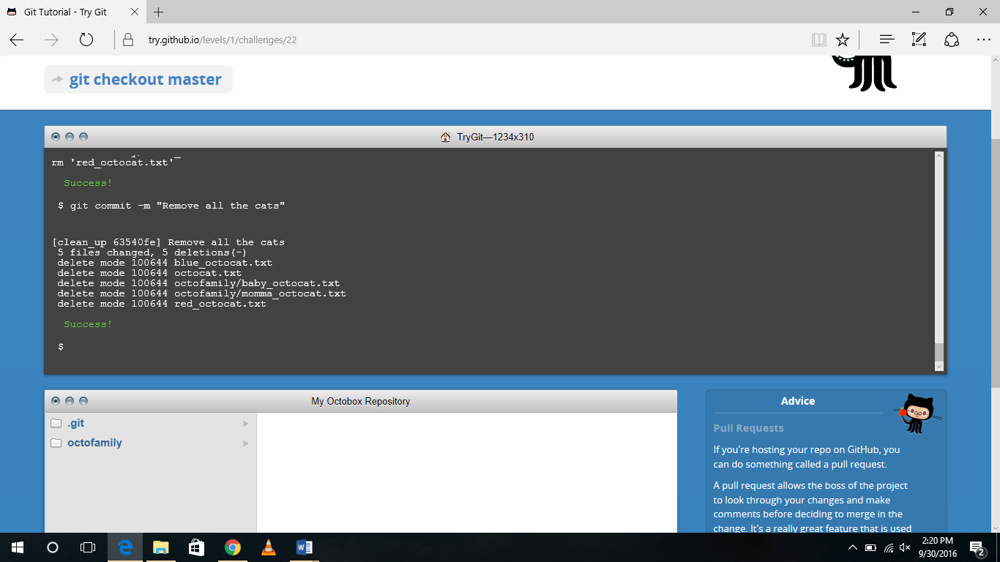 Git Tutorial - Try Git
try.github.io/levels/1/challenges/22
git checkout master
TryGit—1234x310
rm 'red_octocat.txt'
Success!
$ git commit -m "Remove all the cats"
[clean_up 63540fe] Remove all the cats
5 files changed, 5 deletions(-)
delete mode 100644 blue_octocat.txt
delete mode 100644 octocat.txt
delete mode 100644 octofamily/baby_octocat.txt
delete mode 100644 octofamily/momma_octocat.txt
delete mode 100644 red_octocat.txt
Success!
$
My Octobox Repository
.git
octofamily
Advice
Pull Requests
If you're hosting your repo on GitHub, you
can do something called a pull request.
A pull request allows the boss of the project
to look through your changes and make
comments before deciding to merge in the
change. It's a really great feature that is used
2:20 PM
9/30/2016
2